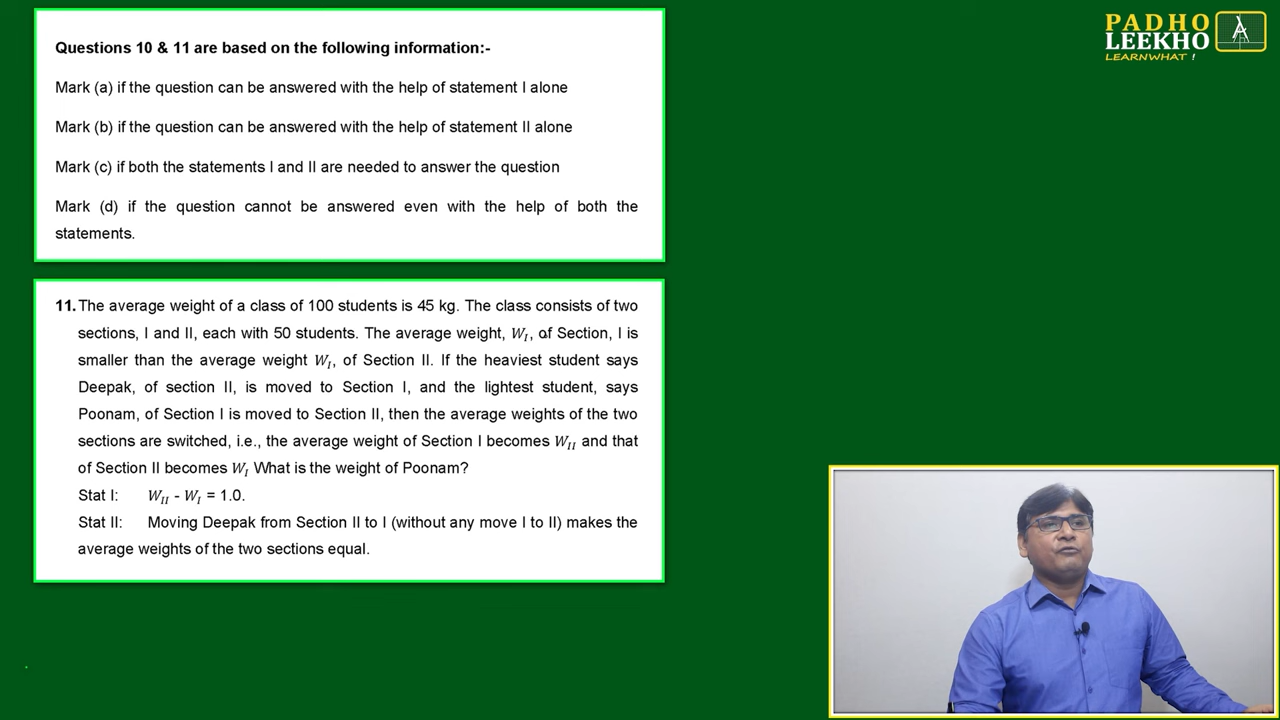 PADHO
LEEKHO
LEARNWHAT !
Questions 10 & 11 are based on the following information:-
Mark (a) if the question can be answered with the help of statement I alone
Mark (b) if the question can be answered with the help of statement II alone
Mark (c) if both the statements I and II are needed to answer the question
Mark (d) if the question cannot be answered even with the help of both the
statements.
11. The average weight of a class of 100 students is 45 kg. The class consists of two
sections, I and II, each with 50 students. The average weight, W_I, of Section, I is
smaller than the average weight W_I, of Section II. If the heaviest student says
Deepak, of section II, is moved to Section I, and the lightest student, says
Poonam, of Section I is moved to Section II, then the average weights of the two
sections are switched, i.e., the average weight of Section I becomes W_II and that
of Section II becomes W_I What is the weight of Poonam?
Stat I: W_II - W_I = 1.0.
Stat II: Moving Deepak from Section II to I (without any move I to II) makes the
average weights of the two sections equal.